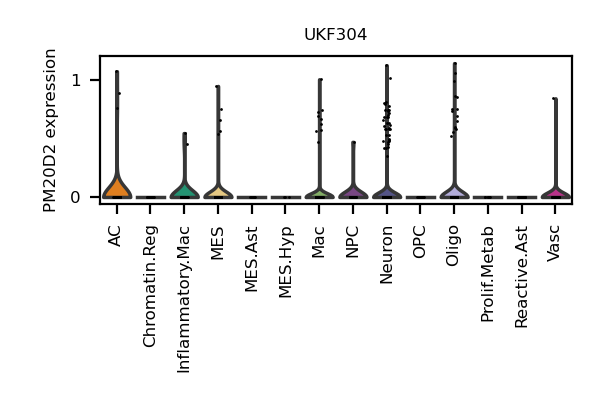 UKF304
PM20D2 expression
1
0
AC
Chromatin.Reg
Inflammatory.Mac
MES
MES.Ast
MES.Hyp
Mac
NPC
Neuron
OPC
Oligo
Prolif.Metab
Reactive.Ast
Vasc